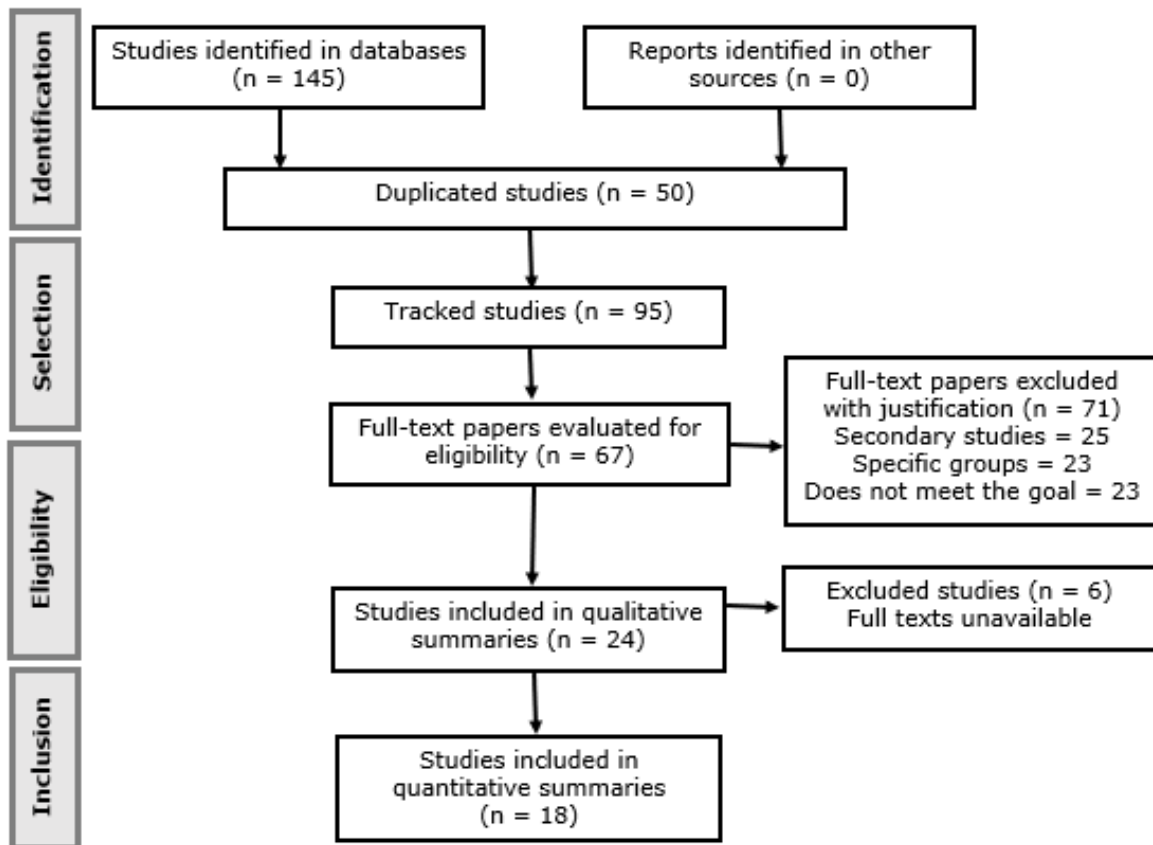 Identification
Studies identified in databases
(n = 145)
Reports identified in other
sources (n = 0)
Duplicated studies (n = 50)
Selection
Tracked studies (n = 95)
Full-text papers evaluated for
eligibility (n = 67)
Full-text papers excluded
with justification (n = 71)
Secondary studies = 25
Specific groups = 23
Does not meet the goal = 23
Eligibility
Studies included in qualitative
summaries (n = 24)
Excluded studies (n = 6)
Full texts unavailable
Inclusion
Studies included in
quantitative summaries
(n = 18)